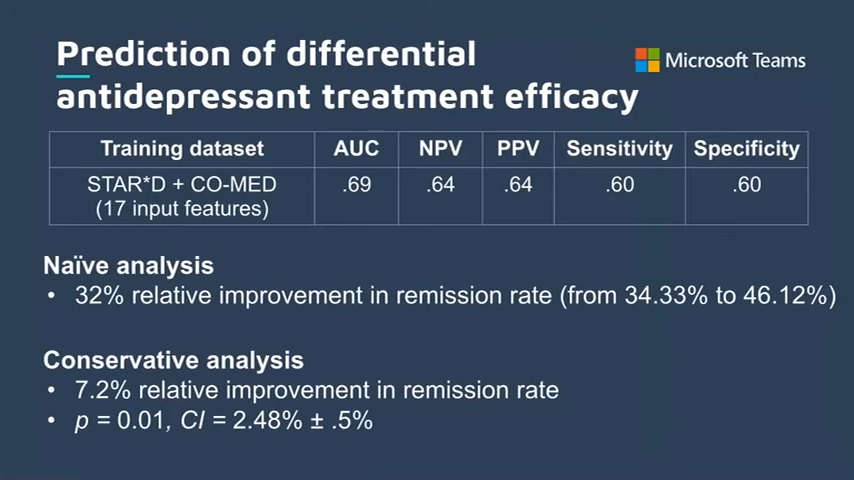 Prediction of differential
antidepressant treatment efficacy
Microsoft Teams
Training dataset AUC NPV PPV Sensitivity Specificity
STAR*D + CO-MED .69 .64 .64 .60 .60
(17 input features)
Naïve analysis
• 32% relative improvement in remission rate (from 34.33% to 46.12%)
Conservative analysis
• 7.2% relative improvement in remission rate
• p = 0.01, CI = 2.48% ± .5%